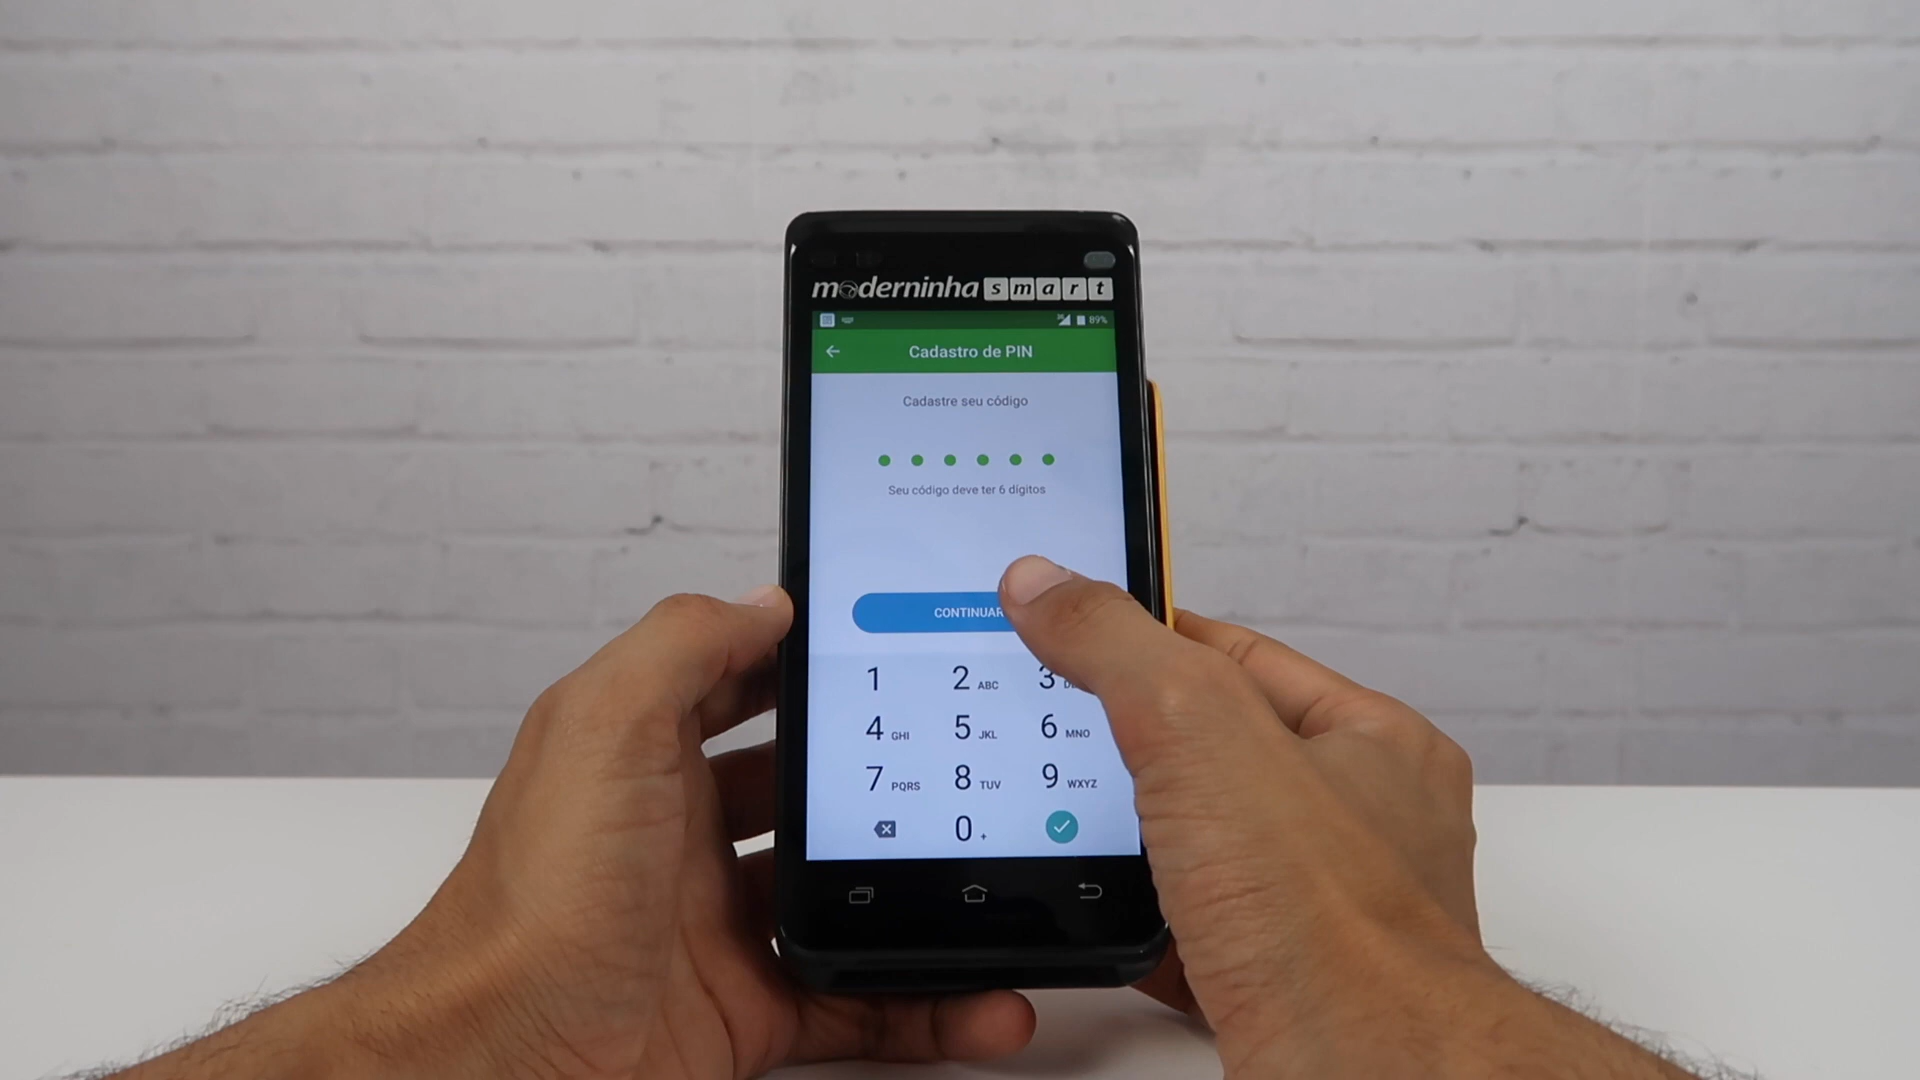 moderninha smart
89%
Cadastro de PIN
Cadastre seu código
Seu código deve ter 6 dígitos
CONTINUAR
1 2 ABC 3
4 GHI 5 JKL 6 MNO
7 PQRS 8 TUV 9 WXYZ
0 +